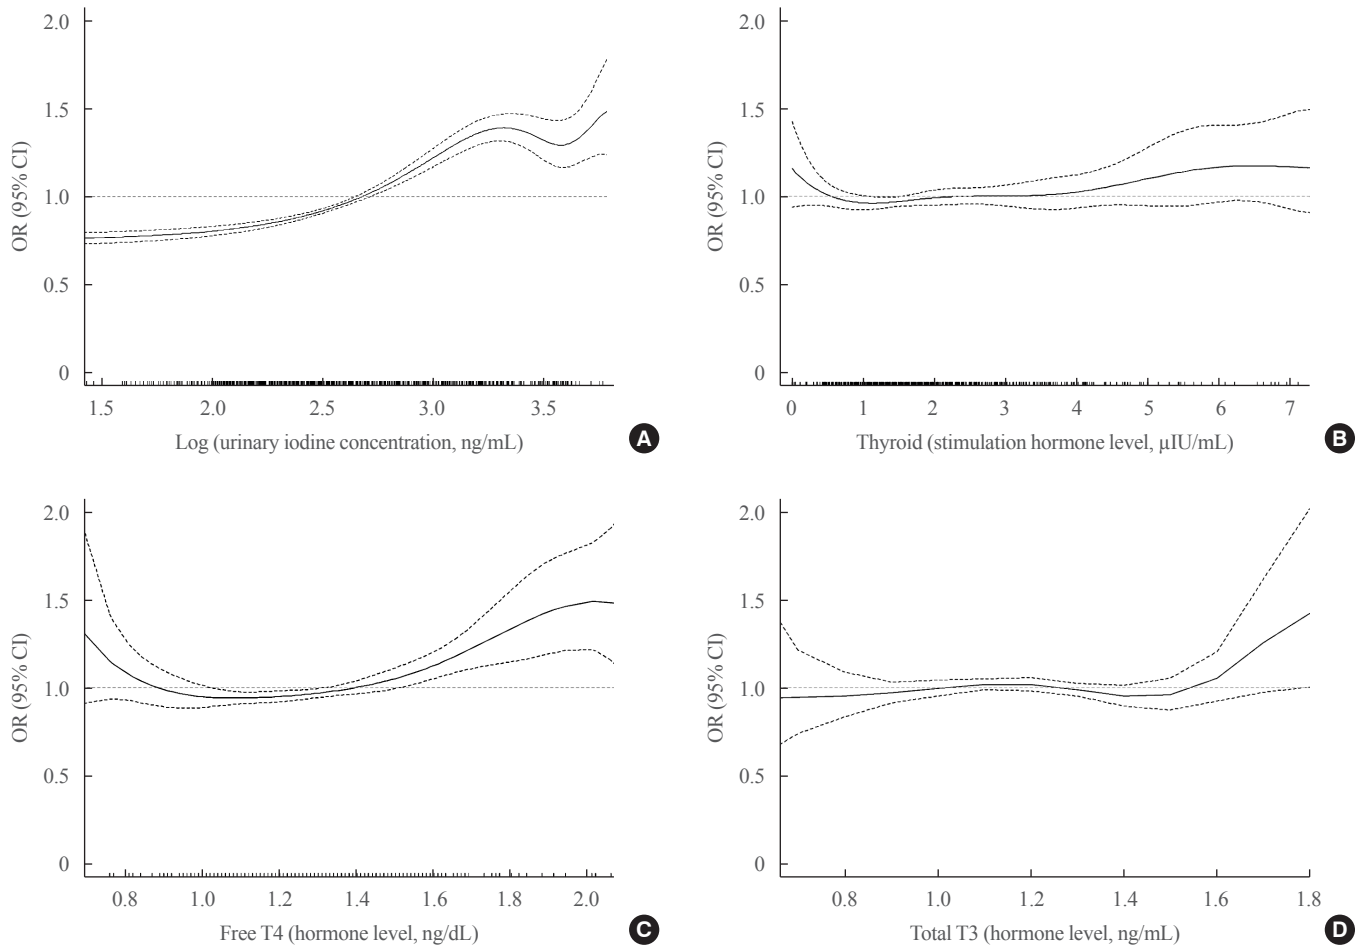 2.0
1.5
1.0
0.5
0
OR (95% CI)
1.5 2.0 2.5 3.0 3.5
Log (urinary iodine concentration, ng/mL)
A
2.0
1.5
1.0
0.5
0
OR (95% CI)
0 1 2 3 4 5 6 7
Thyroid (stimulation hormone level, µIU/mL)
B
2.0
1.5
1.0
0.5
0
OR (95% CI)
0.8 1.0 1.2 1.4 1.6 1.8 2.0
Free T4 (hormone level, ng/dL)
C
2.0
1.5
1.0
0.5
0
OR (95% CI)
0.8 1.0 1.2 1.4 1.6 1.8
Total T3 (hormone level, ng/mL)
D